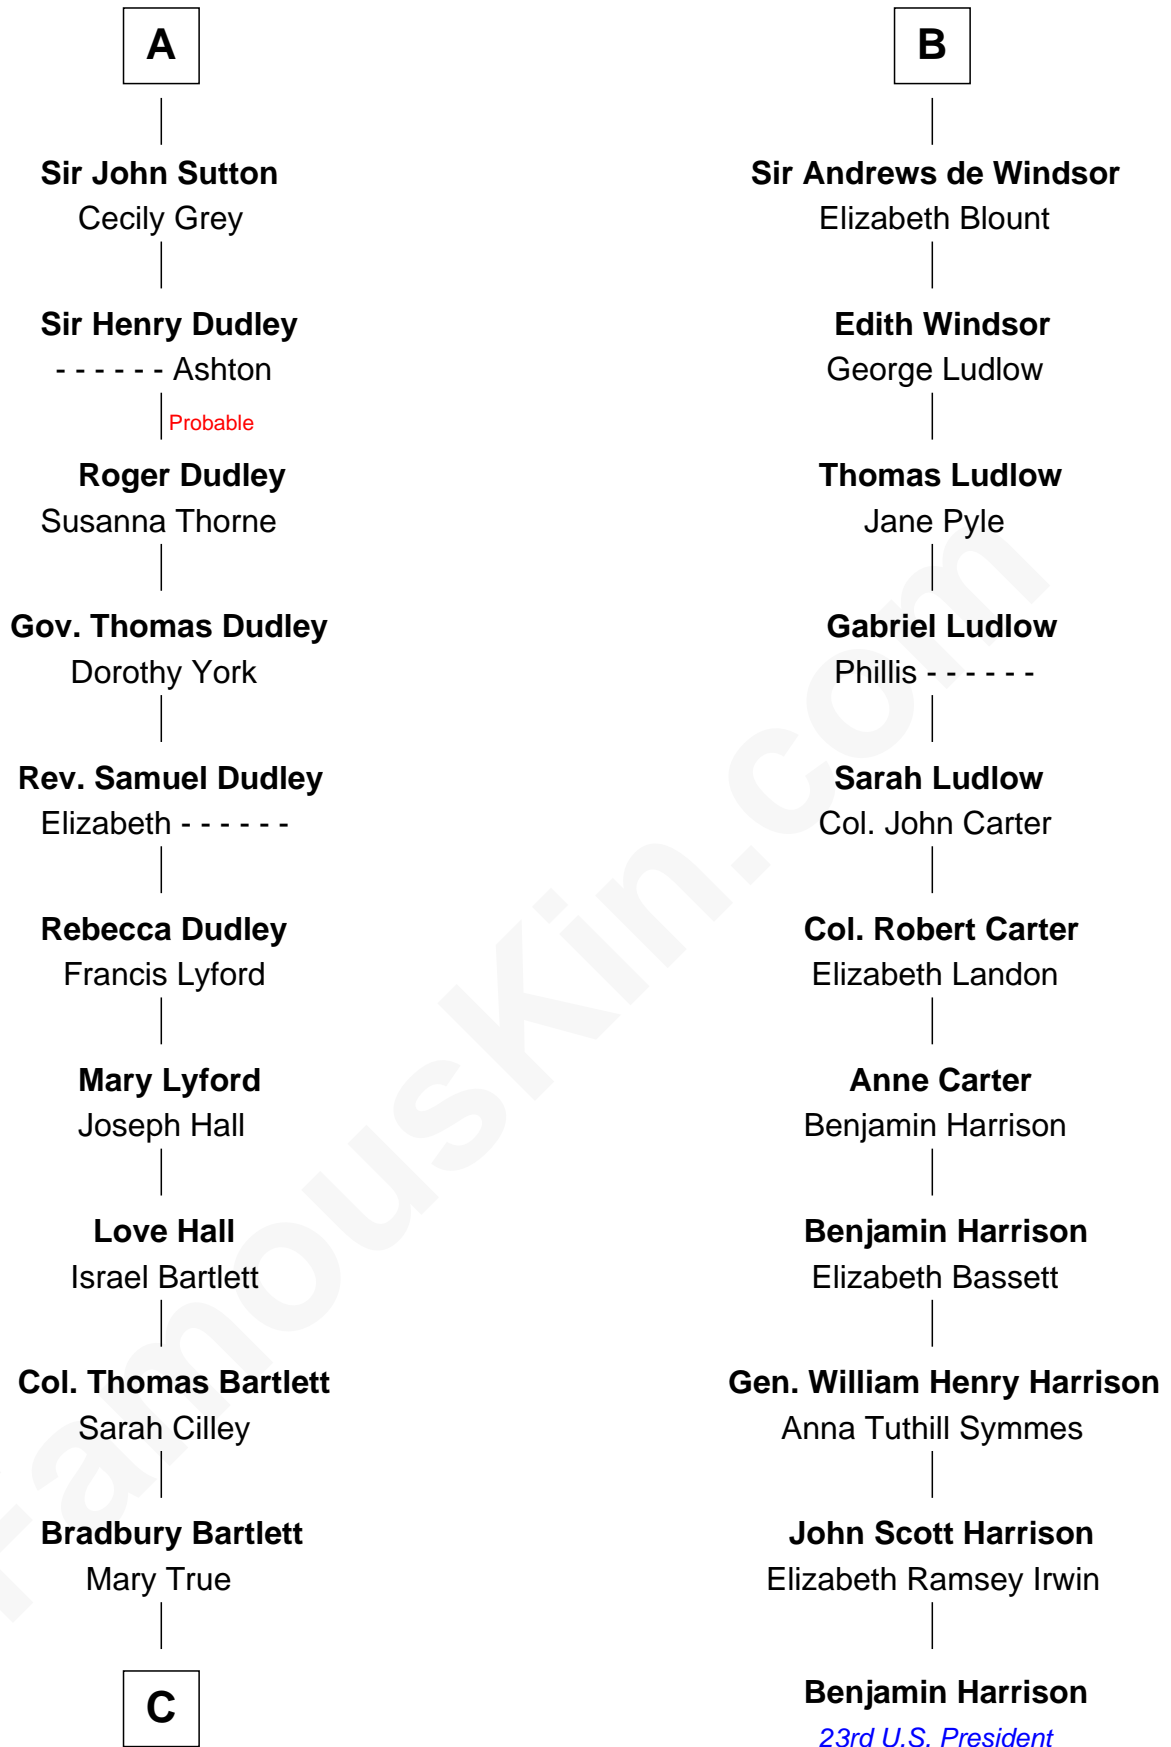 A
Sir John Sutton
Cecily Grey
Sir Henry Dudley
- - - - - - Ashton
Probable
Roger Dudley
Susanna Thorne
Gov. Thomas Dudley
Dorothy York
Rev. Samuel Dudley
Elizabeth - - - - - -
Rebecca Dudley
Francis Lyford
Mary Lyford
Joseph Hall
Love Hall
Israel Bartlett
Col. Thomas Bartlett
Sarah Cilley
Bradbury Bartlett
Mary True
C
B
Sir Andrews de Windsor
Elizabeth Blount
Edith Windsor
George Ludlow
Thomas Ludlow
Jane Pyle
Gabriel Ludlow
Phillis - - - - - -
Sarah Ludlow
Col. John Carter
Col. Robert Carter
Elizabeth Landon
Anne Carter
Benjamin Harrison
Benjamin Harrison
Elizabeth Bassett
Gen. William Henry Harrison
Anna Tuthill Symmes
John Scott Harrison
Elizabeth Ramsey Irwin
Benjamin Harrison
23rd U.S. President
FamousKin.com